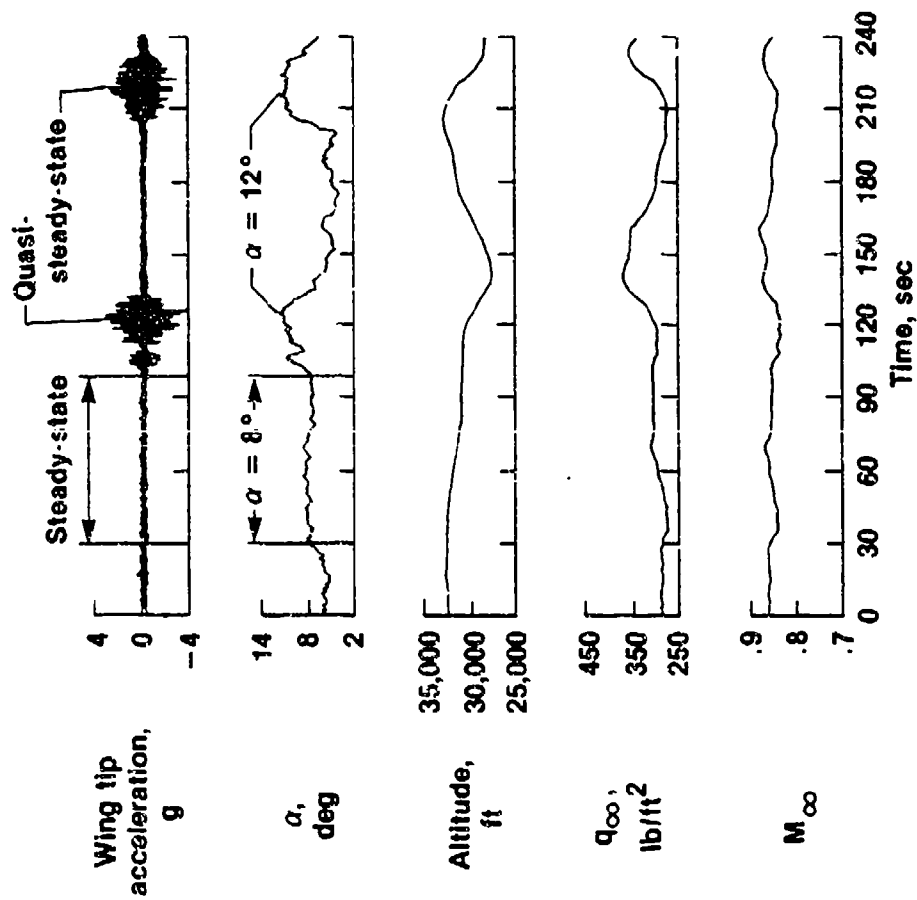 Quasi-
steady-state
Steady-state
Wing tip
acceleration,
g
4
0
−4
α = 8°
α = 12°
α,
deg
14
8
2
Altitude,
ft
35,000
30,000
25,000
q∞,
lb/ft²
450
350
250
M∞
.9
.8
.7
0 30 60 90 120 150 180 210 240
Time, sec